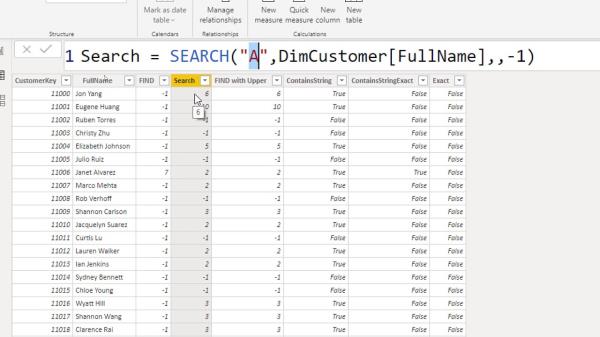 Mark as date table
Manage relationships
New measure
Quick measure
New column
New table
Structure
Calendars
Relationships
Calculations
1 Search = SEARCH("A",DimCustomer[FullName],,-1)
CustomerKey FullName FIND Search FIND with Upper ContainsString ContainsStringExact Exact
11000 Jon Yang -1 6 6 True False False
11001 Eugene Huang -1 10 10 True False False
11002 Ruben Torres -1 -1 -1 False False False
11003 Christy Zhu -1 -1 -1 False False False
11004 Elizabeth Johnson -1 5 5 True False False
11005 Julio Ruiz -1 -1 -1 False False False
11006 Janet Alvarez 7 2 2 True True False
11007 Marco Mehta -1 2 2 True False False
11008 Rob Verhoff -1 -1 -1 False False False
11009 Shannon Carlson -1 3 3 True False False
11010 Jacquelyn Suarez -1 2 2 True False False
11011 Curtis Lu -1 -1 -1 False False False
11012 Lauren Walker -1 2 2 True False False
11013 Ian Jenkins -1 2 2 True False False
11014 Sydney Bennett -1 -1 -1 False False False
11015 Chloe Young -1 -1 -1 False False False
11016 Wyatt Hill -1 3 3 True False False
11017 Shannon Wang -1 3 3 True False False
11018 Clarence Rai -1 3 3 True False False
6